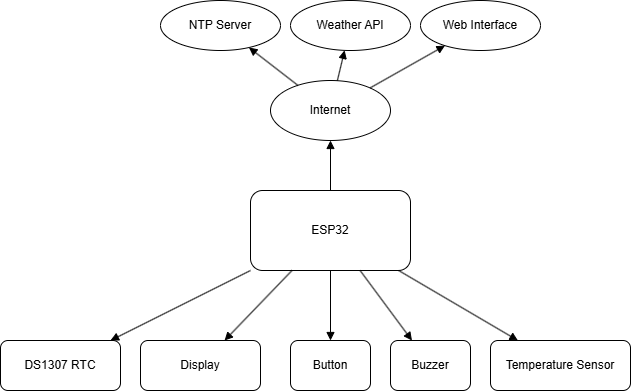 NTP Server
Weather API
Web Interface
Internet
ESP32
DS1307 RTC
Display
Button
Buzzer
Temperature Sensor